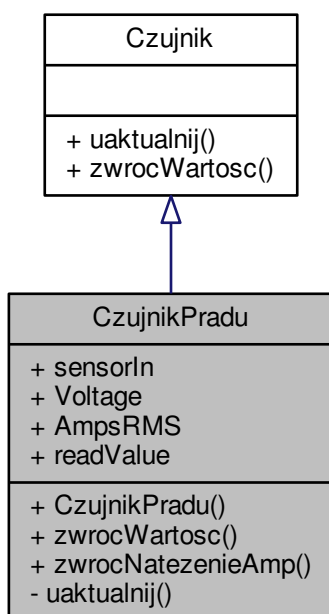 Czujnik
+ uaktualnij()
+ zwrocWartosc()
CzujnikPradu
+ sensorIn
+ Voltage
+ AmpsRMS
+ readValue
+ CzujnikPradu()
+ zwrocWartosc()
+ zwrocNatezenieAmp()
- uaktualnij()